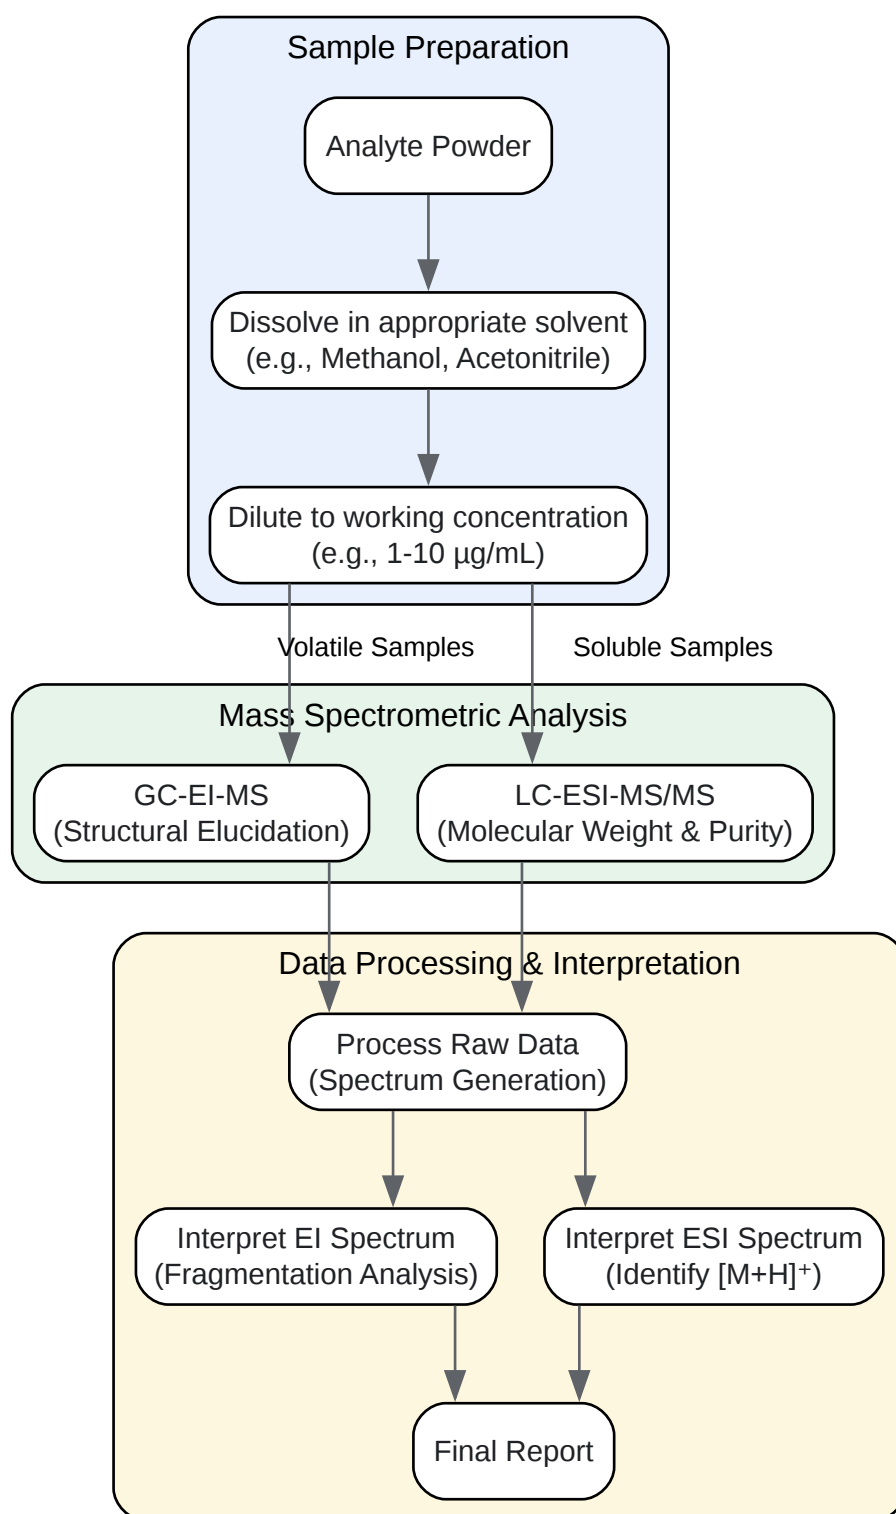 Sample Preparation
Analyte Powder
Dissolve in appropriate solvent
(e.g., Methanol, Acetonitrile)
Dilute to working concentration
(e.g., 1-10 µg/mL)
Volatile Samples
Soluble Samples
Mass Spectrometric Analysis
GC-EI-MS
(Structural Elucidation)
LC-ESI-MS/MS
(Molecular Weight & Purity)
Data Processing & Interpretation
Process Raw Data
(Spectrum Generation)
Interpret EI Spectrum
(Fragmentation Analysis)
Interpret ESI Spectrum
(Identify [M+H]⁺)
Final Report